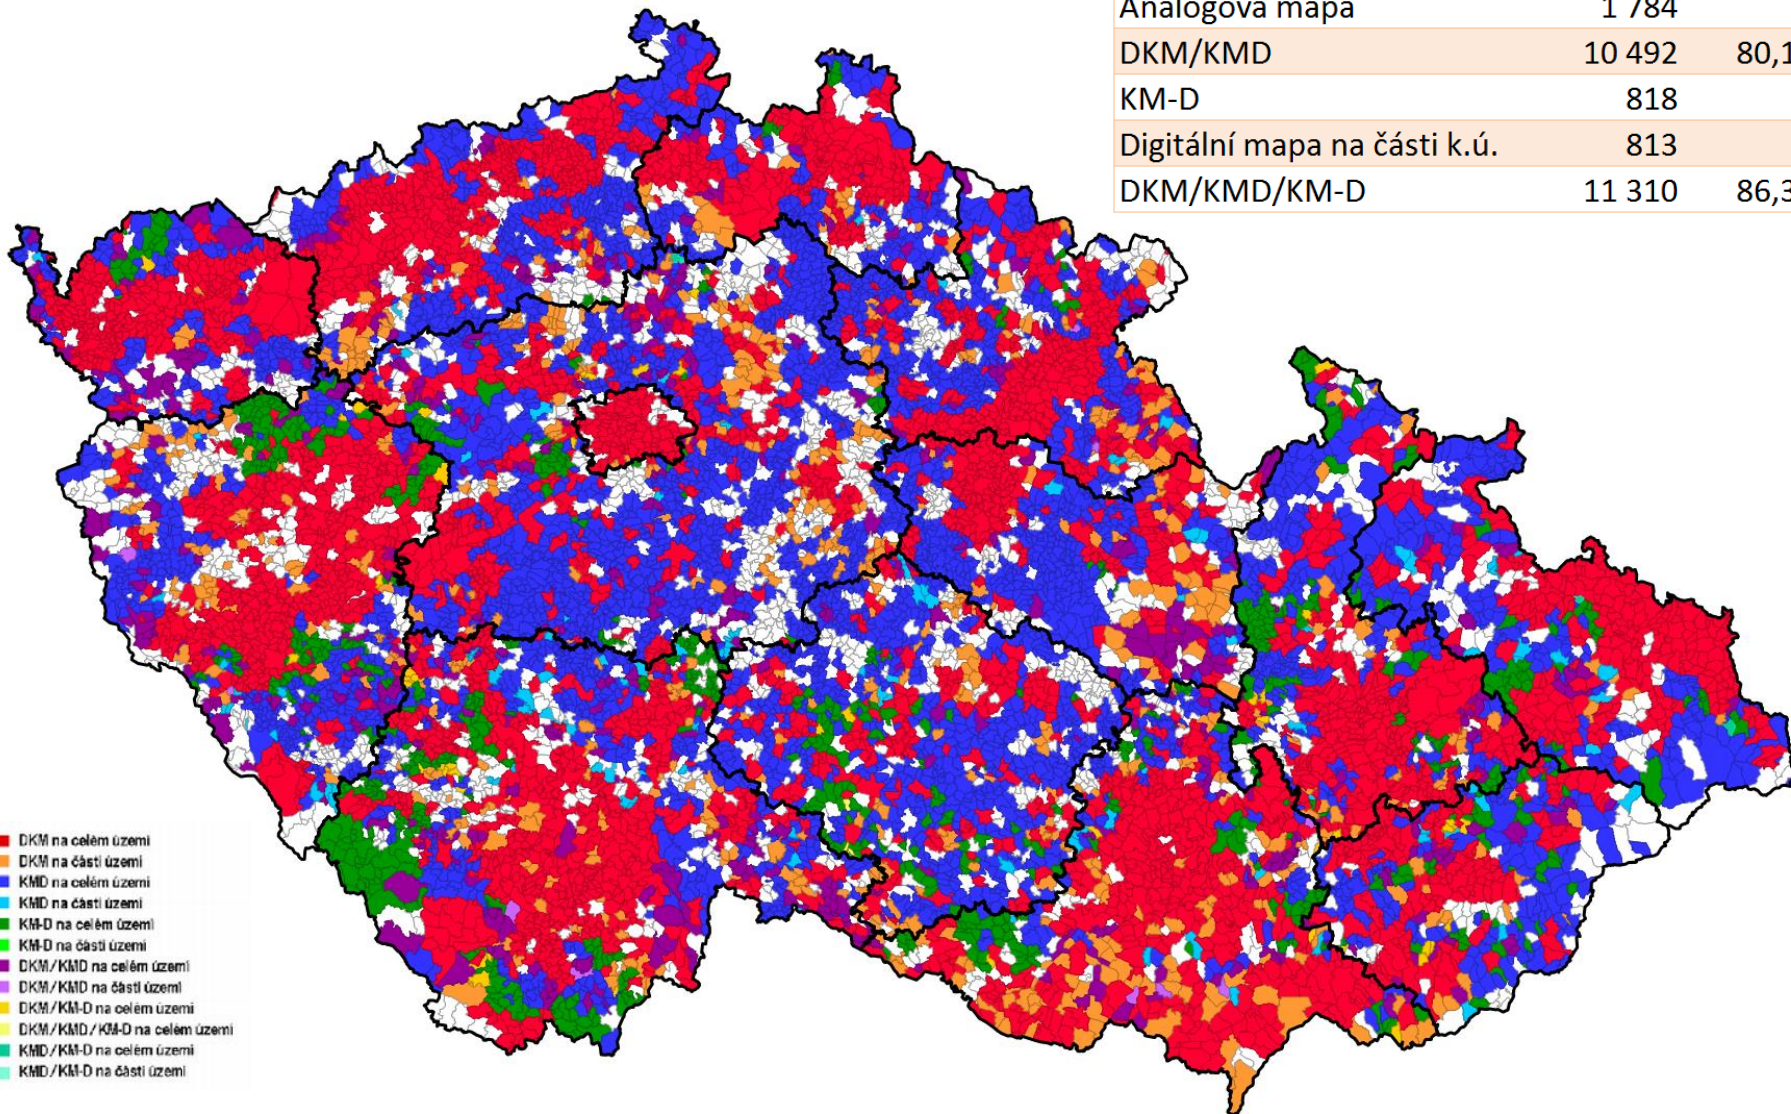 Analogová mapa 1 784
DKM/KMD 10 492 80,1
KM-D 818
Digitální mapa na části k.ú. 813
DKM/KMD/KM-D 11 310 86,3
DKM na celém území
DKM na části území
KMD na celém území
KMD na části území
KM-D na celém území
KM-D na části území
DKM/KMD na celém území
DKM/KMD na části území
DKM/KM-D na celém území
DKM/KMD/KM-D na celém území
KMD/KM-D na celém území
KMD/KM-D na části území